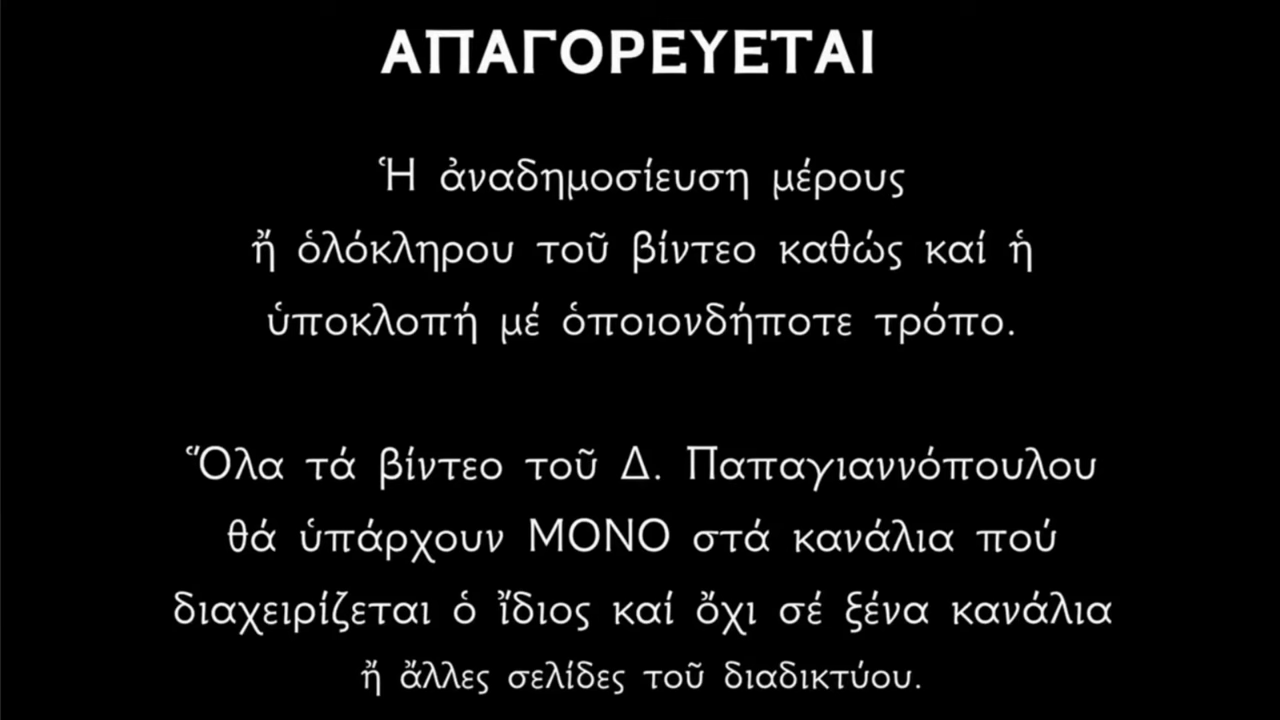 ΑΠΑΓΟΡΕΥΕΤΑΙ
Ἡ ἀναδημοσίευση μέρους
ἤ ὁλόκληρου τοῦ βίντεο καθώς καί ἡ
ὑποκλοπή μέ ὁποιονδήποτε τρόπο.
Ὅλα τά βίντεο τοῦ Δ. Παπαγιαννόπουλου
θά ὑπάρχουν ΜΟΝΟ στά κανάλια πού
διαχειρίζεται ὁ ἴδιος καί ὄχι σέ ξένα κανάλια
ἤ ἄλλες σελίδες τοῦ διαδικτύου.